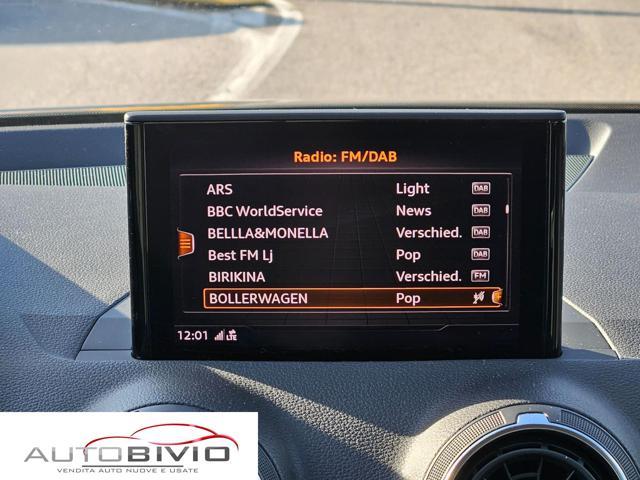 Radio: FM/DAB
ARS Light DAB
BBC WorldService News DAB
BELLLA&MONELLA Verschied. DAB
Best FM Lj Pop DAB
BIRIKINA Verschied. FM
BOLLERWAGEN Pop
12:01 LTE
AUTOBIVIO
VENDITA AUTO NUOVE E USATE